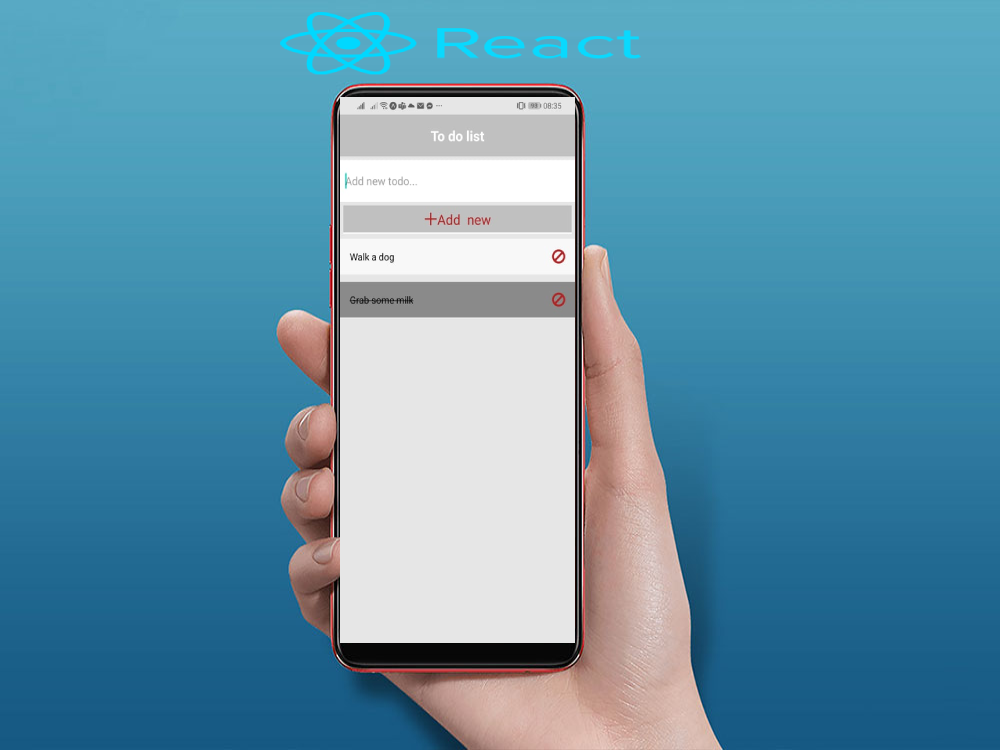 React
08:35
To do list
Add new todo...
+Add new
Walk a dog
Grab some milk